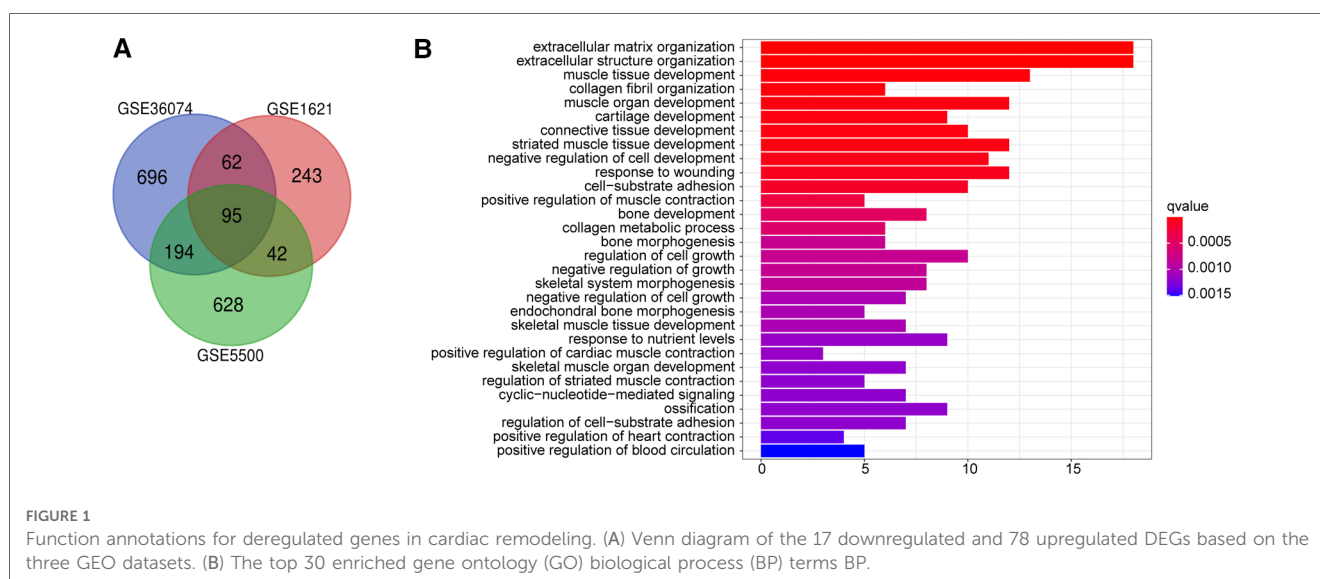 A
GSE36074
GSE1621
696
62
243
95
194
42
628
GSE5500
B
extracellular matrix organization
extracellular structure organization
muscle tissue development
collagen fibril organization
muscle organ development
cartilage development
connective tissue development
striated muscle tissue development
negative regulation of cell development
response to wounding
cell−substrate adhesion
positive regulation of muscle contraction
bone development
collagen metabolic process
bone morphogenesis
regulation of cell growth
negative regulation of growth
skeletal system morphogenesis
negative regulation of cell growth
endochondral bone morphogenesis
skeletal muscle tissue development
response to nutrient levels
positive regulation of cardiac muscle contraction
skeletal muscle organ development
regulation of striated muscle contraction
cyclic−nucleotide−mediated signaling
ossification
regulation of cell−substrate adhesion
positive regulation of heart contraction
positive regulation of blood circulation
0 5 10 15
qvalue
0.0005
0.0010
0.0015
FIGURE 1
Function annotations for deregulated genes in cardiac remodeling. (A) Venn diagram of the 17 downregulated and 78 upregulated DEGs based on the
three GEO datasets. (B) The top 30 enriched gene ontology (GO) biological process (BP) terms BP.